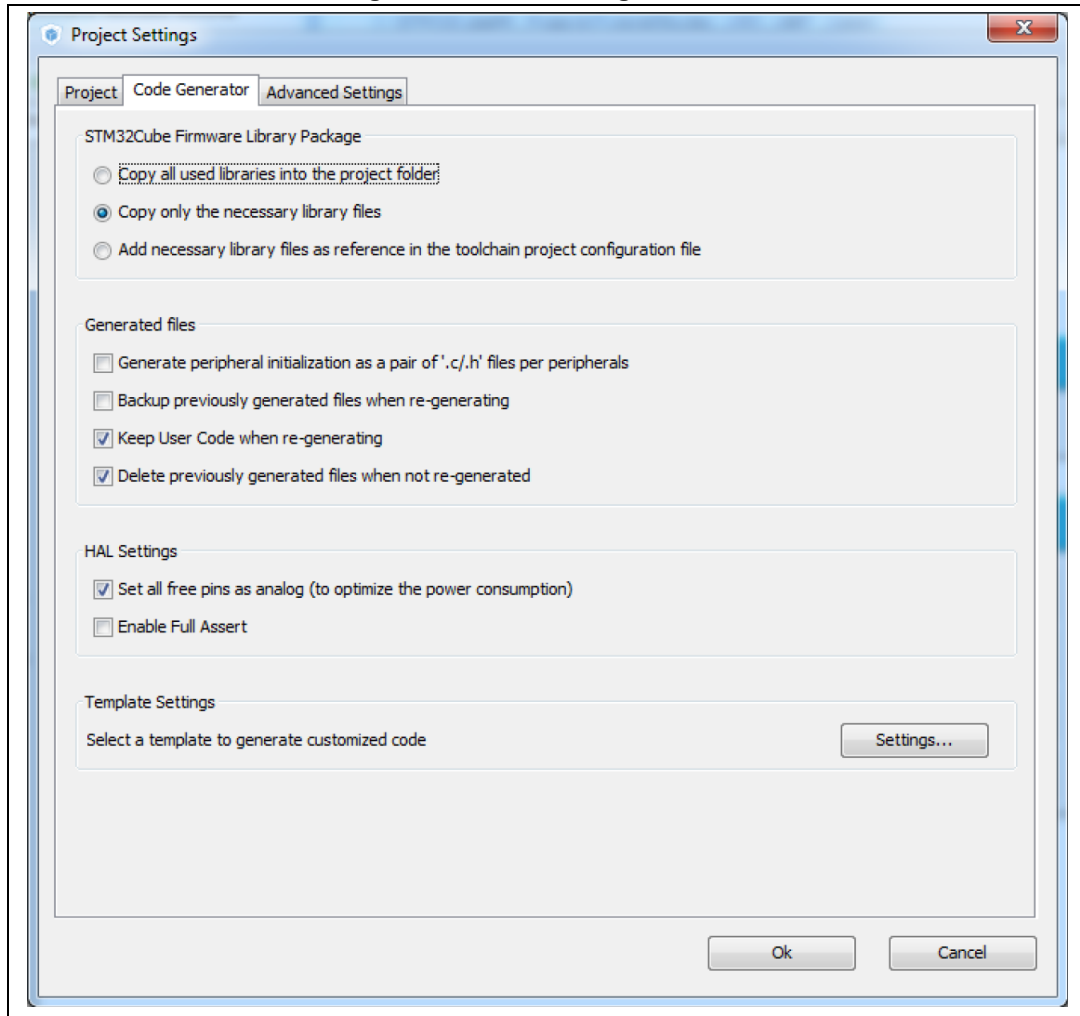 Project Settings
Project Code Generator Advanced Settings
STM32Cube Firmware Library Package
Copy all used libraries into the project folder
Copy only the necessary library files
Add necessary library files as reference in the toolchain project configuration file
Generated files
Generate peripheral initialization as a pair of '.c/.h' files per peripherals
Backup previously generated files when re-generating
Keep User Code when re-generating
Delete previously generated files when not re-generated
HAL Settings
Set all free pins as analog (to optimize the power consumption)
Enable Full Assert
Template Settings
Select a template to generate customized code Settings...
Ok Cancel